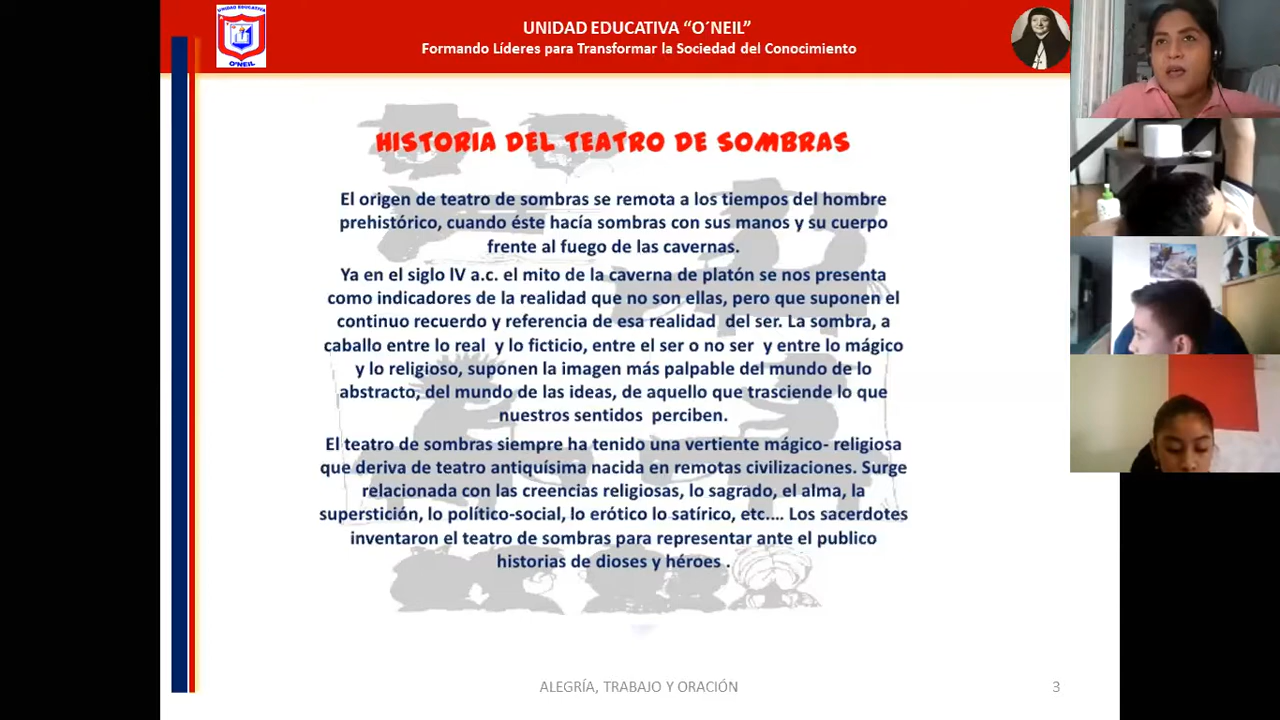 UNIDAD EDUCATIVA
O´NEIL
UNIDAD EDUCATIVA “O´NEIL”
Formando Líderes para Transformar la Sociedad del Conocimiento
HISTORIA DEL TEATRO DE SOMBRAS
El origen de teatro de sombras se remota a los tiempos del hombre
prehistórico, cuando éste hacía sombras con sus manos y su cuerpo
frente al fuego de las cavernas.
Ya en el siglo IV a.c. el mito de la caverna de platón se nos presenta
como indicadores de la realidad que no son ellas, pero que suponen el
continuo recuerdo y referencia de esa realidad del ser. La sombra, a
caballo entre lo real y lo ficticio, entre el ser o no ser y entre lo mágico
y lo religioso, suponen la imagen más palpable del mundo de lo
abstracto, del mundo de las ideas, de aquello que trasciende lo que
nuestros sentidos perciben.
El teatro de sombras siempre ha tenido una vertiente mágico- religiosa
que deriva de teatro antiquísima nacida en remotas civilizaciones. Surge
relacionada con las creencias religiosas, lo sagrado, el alma, la
superstición, lo político-social, lo erótico lo satírico, etc.... Los sacerdotes
inventaron el teatro de sombras para representar ante el publico
historias de dioses y héroes .
ALEGRÍA, TRABAJO Y ORACIÓN
3